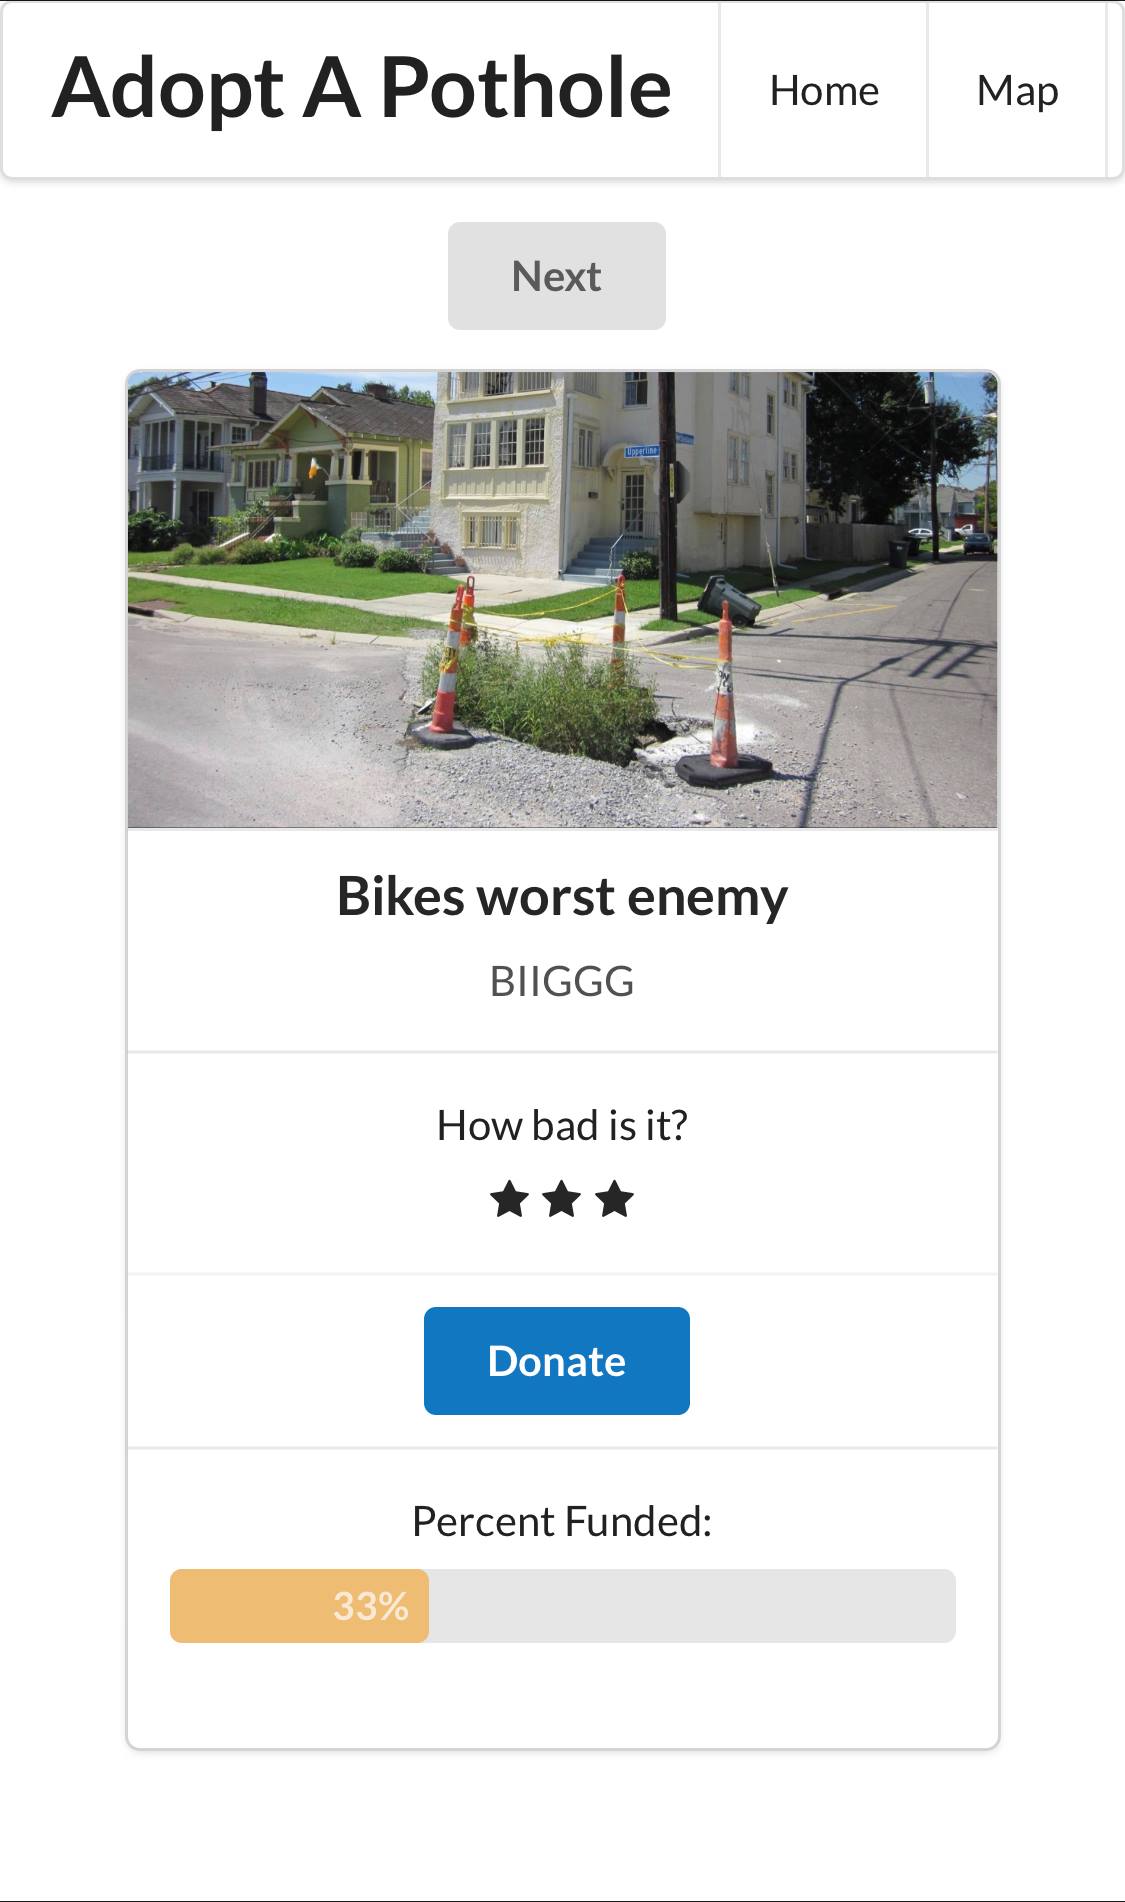 Adopt A Pothole
Home
Map
Next
Upperline
Bikes worst enemy
BIIGGG
How bad is it?
Donate
Percent Funded:
33%